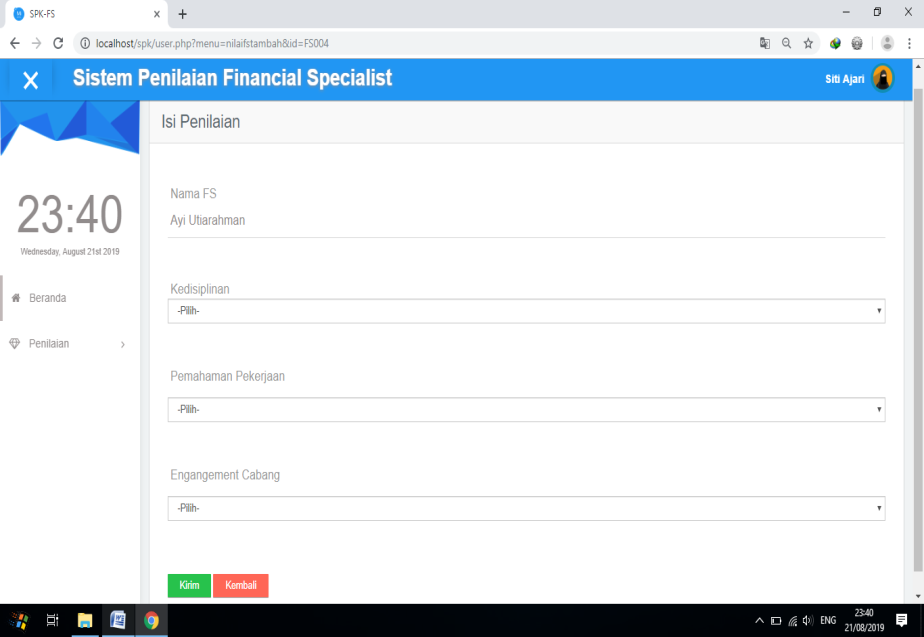 SPK-FS
localhost/spk/user.php?menu=nilaifstambah&id=FS004
Sistem Penilaian Financial Specialist
Siti Ajari
Isi Penilaian
23:40
Wednesday, August 21st 2019
Beranda
Penilaian
Nama FS
Ayi Utiarahman
Kedisiplinan
-Pilih-
Pemahaman Pekerjaan
-Pilih-
Engangement Cabang
-Pilih-
Kirim
Kembali
ENG
23:40
21/08/2019